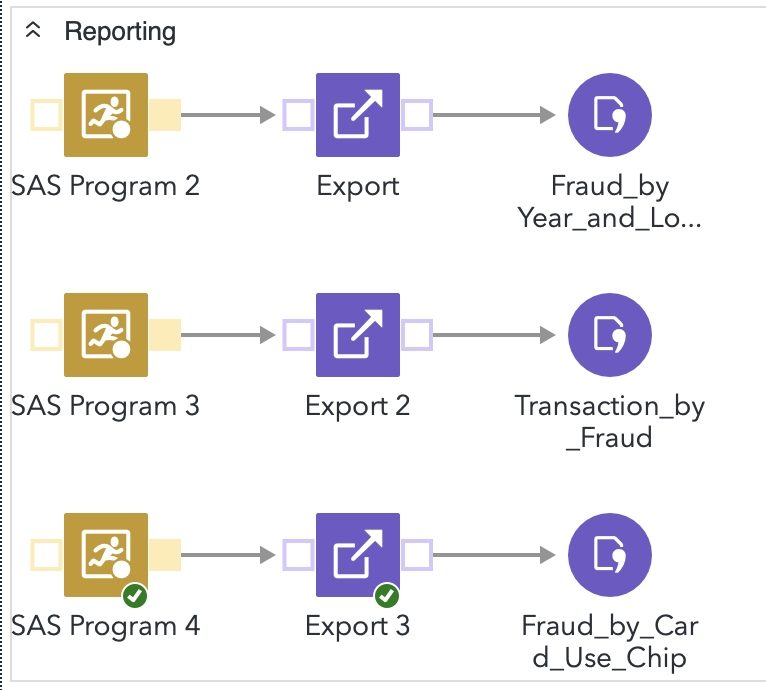 Reporting
SAS Program 2
Export
Fraud_by
Year_and_Lo...
SAS Program 3
Export 2
Transaction_by
_Fraud
SAS Program 4
Export 3
Fraud_by_Car
d_Use_Chip